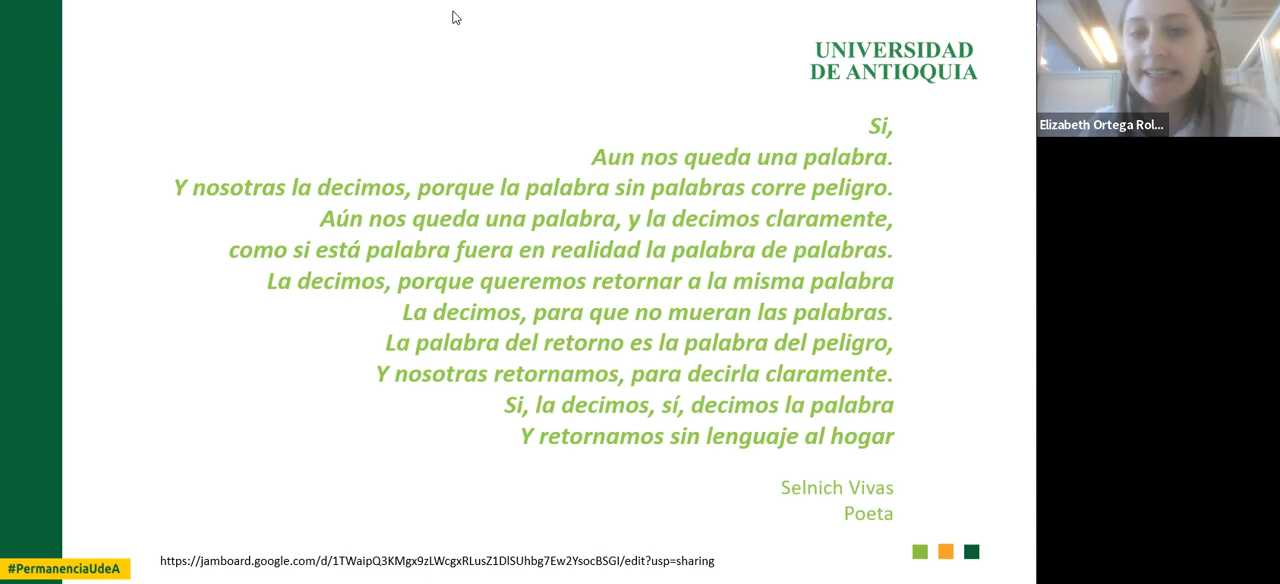 UNIVERSIDAD
DE ANTIOQUIA
Elizabeth Ortega Rol...
Si,
Aun nos queda una palabra.
Y nosotras la decimos, porque la palabra sin palabras corre peligro.
Aún nos queda una palabra, y la decimos claramente,
como si está palabra fuera en realidad la palabra de palabras.
La decimos, porque queremos retornar a la misma palabra
La decimos, para que no mueran las palabras.
La palabra del retorno es la palabra del peligro,
Y nosotras retornamos, para decirla claramente.
Si, la decimos, sí, decimos la palabra
Y retornamos sin lenguaje al hogar
Selnich Vivas
Poeta
https://jamboard.google.com/d/1TWaipQ3KMgx9zLWcgxRLusZ1DlSUhbg7Ew2YsocBSGI/edit?usp=sharing
#PermanenciaUdeA